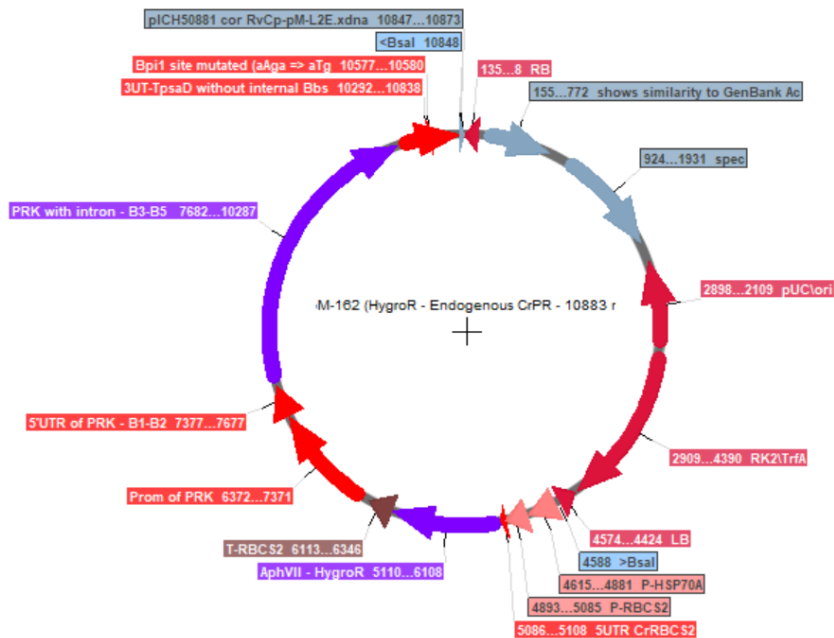 pICH50881 cor RvCp-pM-L2E.xdna 10847...10873
<BsaI 10848
Bpi1 site mutated (aAga => aTg 10577...10580
135...8 RB
3UT-TpsaD without internal Bbs 10292...10838
155...772 shows similarity to GenBank Ac
924...1931 spec
PRK with intron - B3-B5 7682...10287
2898...2109 pUC\ori
M-162 (HygroR - Endogenous CrPR - 10883 r
5'UTR of PRK - B1-B2 7377...7677
2909...4390 RK2\TrfA
Prom of PRK 6372...7371
4574...4424 LB
T-RBCS2 6113...6346
4588 >BsaI
AphVII - HygroR 5110...6108
4615...4881 P-HSP70A
4893...5085 P-RBCS2
5086...5108 5UTR CrRBCS2